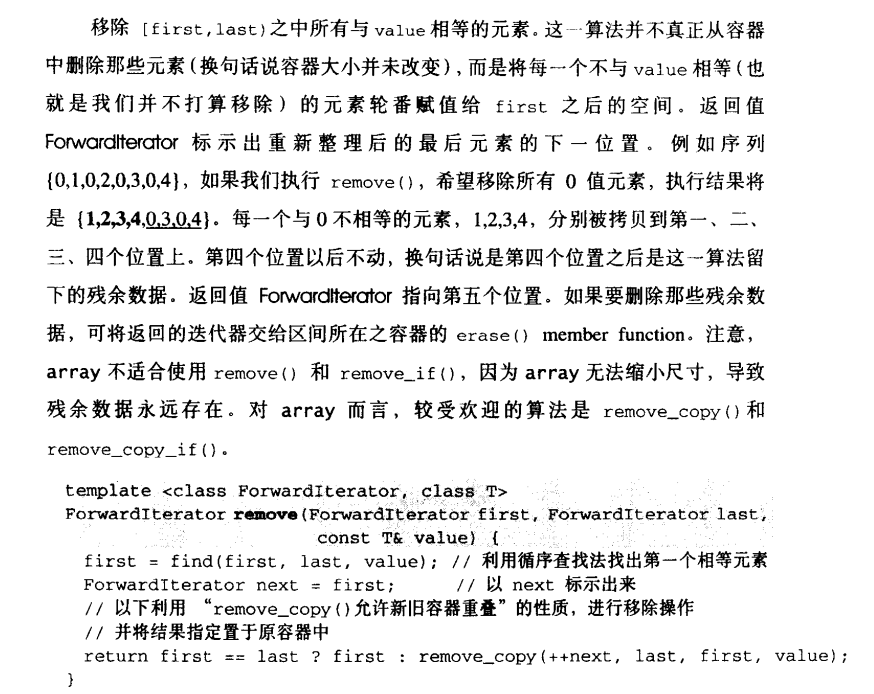 移除 [first,last)之中所有与 value 相等的元素。这一算法并不真正从容器
中删除那些元素(换句话说容器大小并未改变),而是将每一个不与 value 相等(也
就是我们并不打算移除)的元素轮番赋值给 first 之后的空间。返回值
ForwardIterator 标示出重新整理后的最后元素的下一位置。例如序列
{0,1,0,2,0,3,0,4},如果我们执行 remove(),希望移除所有 0 值元素,执行结果将
是 {1,2,3,4,0,3,0,4}。每一个与 0 不相等的元素,1,2,3,4,分别被拷贝到第一、二、
三、四个位置上。第四个位置以后不动,换句话说是第四个位置之后是这一算法留
下的残余数据。返回值 ForwardIterator 指向第五个位置。如果要删除那些残余数
据,可将返回的迭代器交给区间所在之容器的 erase() member function。注意,
array 不适合使用 remove() 和 remove_if(),因为 array 无法缩小尺寸,导致
残余数据永远存在。对 array 而言,较受欢迎的算法是 remove_copy()和
remove_copy_if()。
template <class ForwardIterator, class T>
ForwardIterator remove(ForwardIterator first, ForwardIterator last,
const T& value) {
first = find(first, last, value); // 利用循序查找法找出第一个相等元素
ForwardIterator next = first; // 以 next 标示出来
// 以下利用 “remove_copy()允许新旧容器重叠”的性质,进行移除操作
// 并将结果指定置于原容器中
return first == last ? first : remove_copy(++next, last, first, value);
}